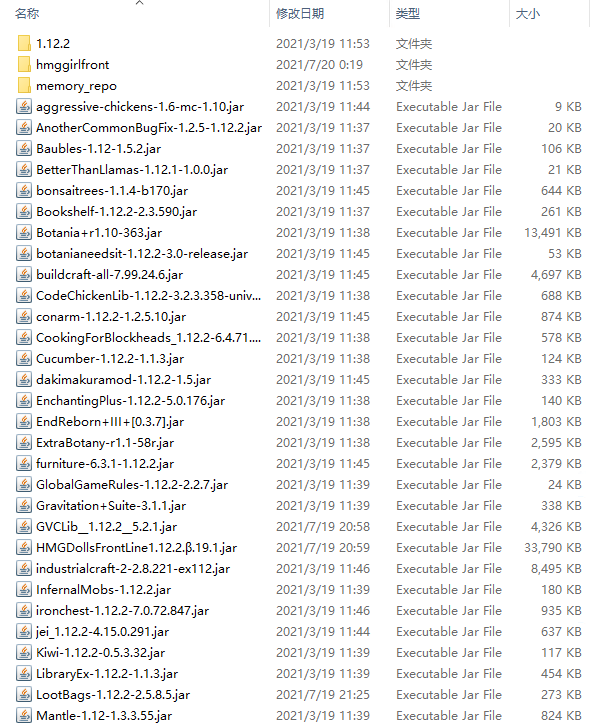 名称 修改日期 类型 大小
1.12.2 2021/3/19 11:53 文件夹
hmggirlfront 2021/7/20 0:19 文件夹
memory_repo 2021/3/19 11:53 文件夹
aggressive-chickens-1.6-mc-1.10.jar 2021/3/19 11:44 Executable Jar File 9 KB
AnotherCommonBugFix-1.2.5-1.12.2.jar 2021/3/19 11:37 Executable Jar File 20 KB
Baubles-1.12-1.5.2.jar 2021/3/19 11:37 Executable Jar File 106 KB
BetterThanLlamas-1.12.1-1.0.0.jar 2021/3/19 11:37 Executable Jar File 21 KB
bonsaitrees-1.1.4-b170.jar 2021/3/19 11:45 Executable Jar File 644 KB
Bookshelf-1.12.2-2.3.590.jar 2021/3/19 11:37 Executable Jar File 261 KB
Botania+r1.10-363.jar 2021/3/19 11:38 Executable Jar File 13,491 KB
botanianeedsit-1.12.2-3.0-release.jar 2021/3/19 11:45 Executable Jar File 53 KB
buildcraft-all-7.99.24.6.jar 2021/3/19 11:45 Executable Jar File 4,697 KB
CodeChickenLib-1.12.2-3.2.3.358-univ... 2021/3/19 11:38 Executable Jar File 688 KB
conarm-1.12.2-1.2.5.10.jar 2021/3/19 11:45 Executable Jar File 874 KB
CookingForBlockheads_1.12.2-6.4.71.... 2021/3/19 11:38 Executable Jar File 578 KB
Cucumber-1.12.2-1.1.3.jar 2021/3/19 11:38 Executable Jar File 124 KB
dakimakuramod-1.12.2-1.5.jar 2021/3/19 11:45 Executable Jar File 333 KB
EnchantingPlus-1.12.2-5.0.176.jar 2021/3/19 11:38 Executable Jar File 140 KB
EndReborn+III+[0.3.7].jar 2021/3/19 11:38 Executable Jar File 1,803 KB
ExtraBotany-r1.1-58r.jar 2021/3/19 11:38 Executable Jar File 2,595 KB
furniture-6.3.1-1.12.2.jar 2021/3/19 11:45 Executable Jar File 2,379 KB
GlobalGameRules-1.12.2-2.2.7.jar 2021/3/19 11:39 Executable Jar File 24 KB
Gravitation+Suite-3.1.1.jar 2021/3/19 11:39 Executable Jar File 338 KB
GVCLib__1.12.2__5.2.1.jar 2021/7/19 20:58 Executable Jar File 4,326 KB
HMGDollsFrontLine1.12.2.β.19.1.jar 2021/7/19 20:59 Executable Jar File 33,790 KB
industrialcraft-2-2.8.221-ex112.jar 2021/3/19 11:46 Executable Jar File 8,495 KB
InfernalMobs-1.12.2.jar 2021/3/19 11:39 Executable Jar File 180 KB
ironchest-1.12.2-7.0.72.847.jar 2021/3/19 11:46 Executable Jar File 935 KB
jei_1.12.2-4.15.0.291.jar 2021/3/19 11:44 Executable Jar File 637 KB
Kiwi-1.12.2-0.5.3.32.jar 2021/3/19 11:39 Executable Jar File 117 KB
LibraryEx-1.12.2-1.1.3.jar 2021/3/19 11:39 Executable Jar File 454 KB
LootBags-1.12.2-2.5.8.5.jar 2021/7/19 21:25 Executable Jar File 273 KB
Mantle-1.12-1.3.3.55.jar 2021/3/19 11:39 Executable Jar File 824 KB